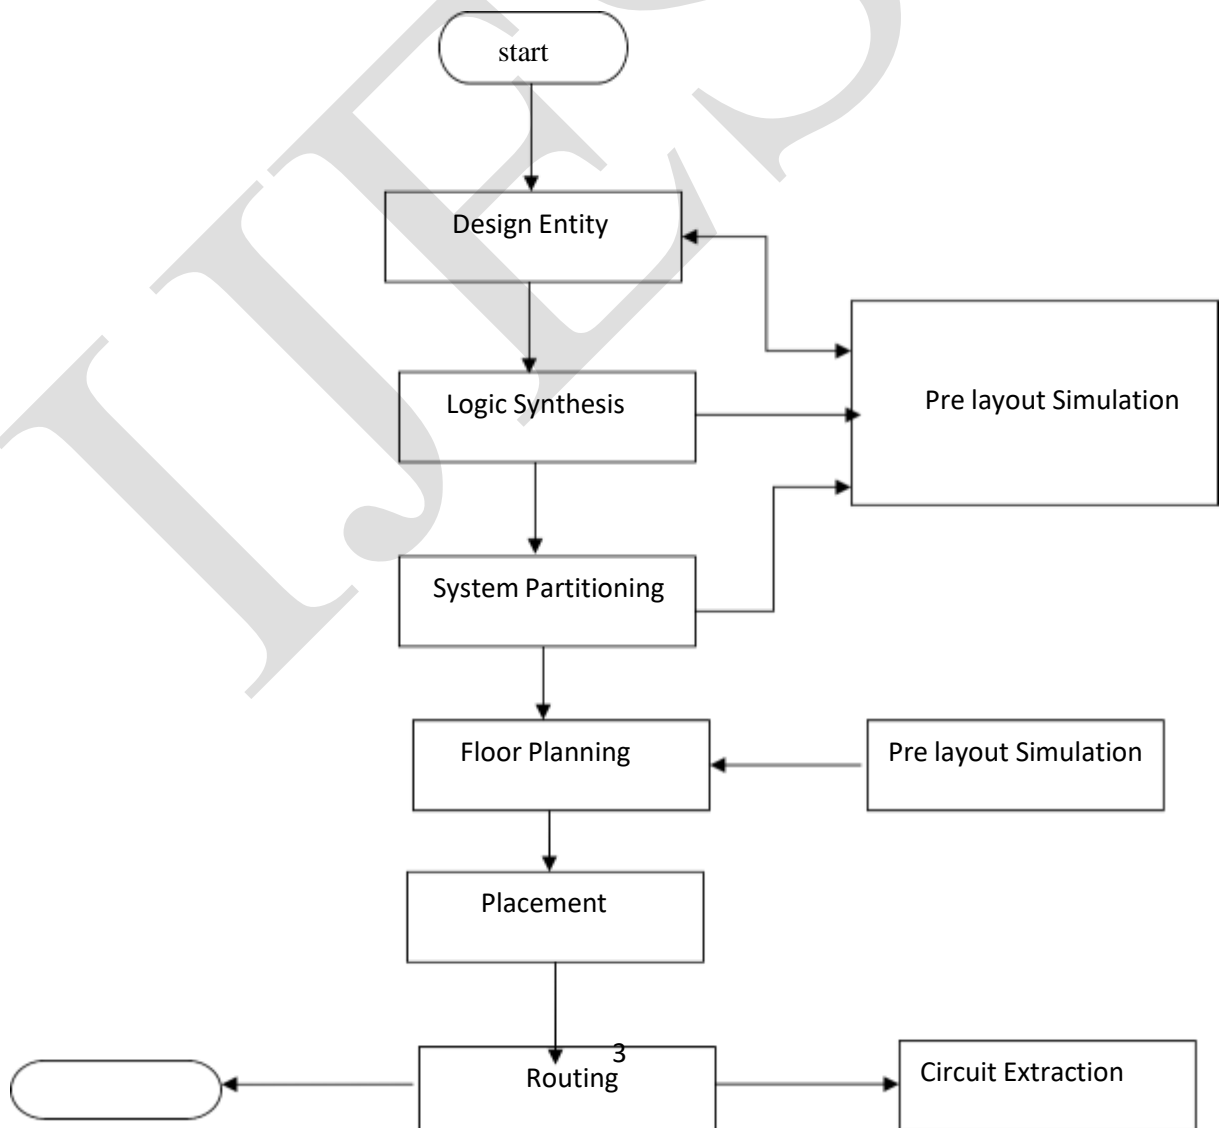 start
Design Entity
Logic Synthesis
Pre layout Simulation
System Partitioning
Floor Planning
Pre layout Simulation
Placement
3
Routing
Circuit Extraction
IJES